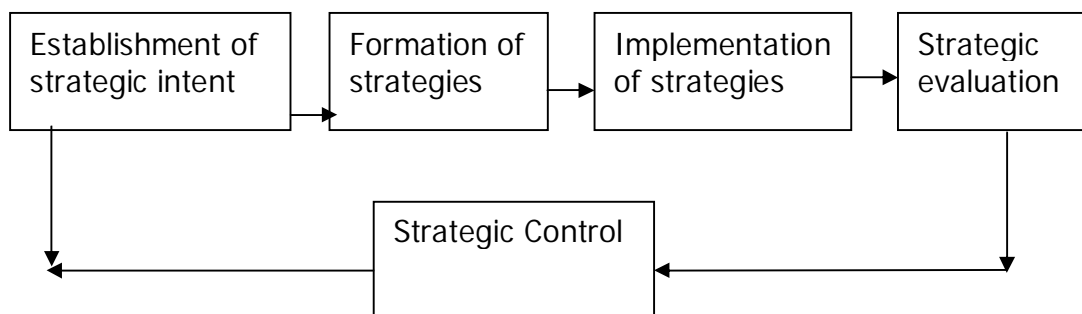 Establishment of
strategic intent
Formation of
strategies
Implementation
of strategies
Strategic
evaluation
Strategic Control